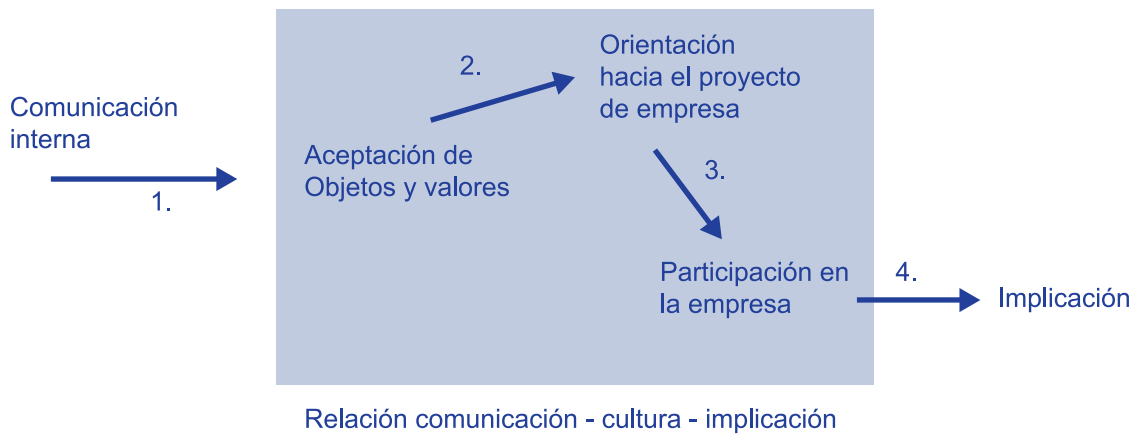 Comunicación
interna
1.
Aceptación de
Objetos y valores
2.
Orientación
hacia el proyecto
de empresa
3.
Participación en
la empresa
4.
Implicación
Relación comunicación - cultura - implicación